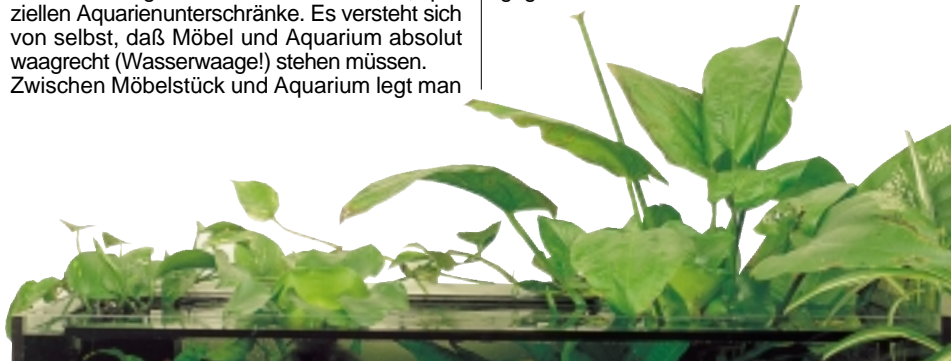 ziellen Aquarienunterschränke. Es versteht sich
von selbst, daß Möbel und Aquarium absolut
waagrecht (Wasserwaage!) stehen müssen.
Zwischen Möbelstück und Aquarium legt man